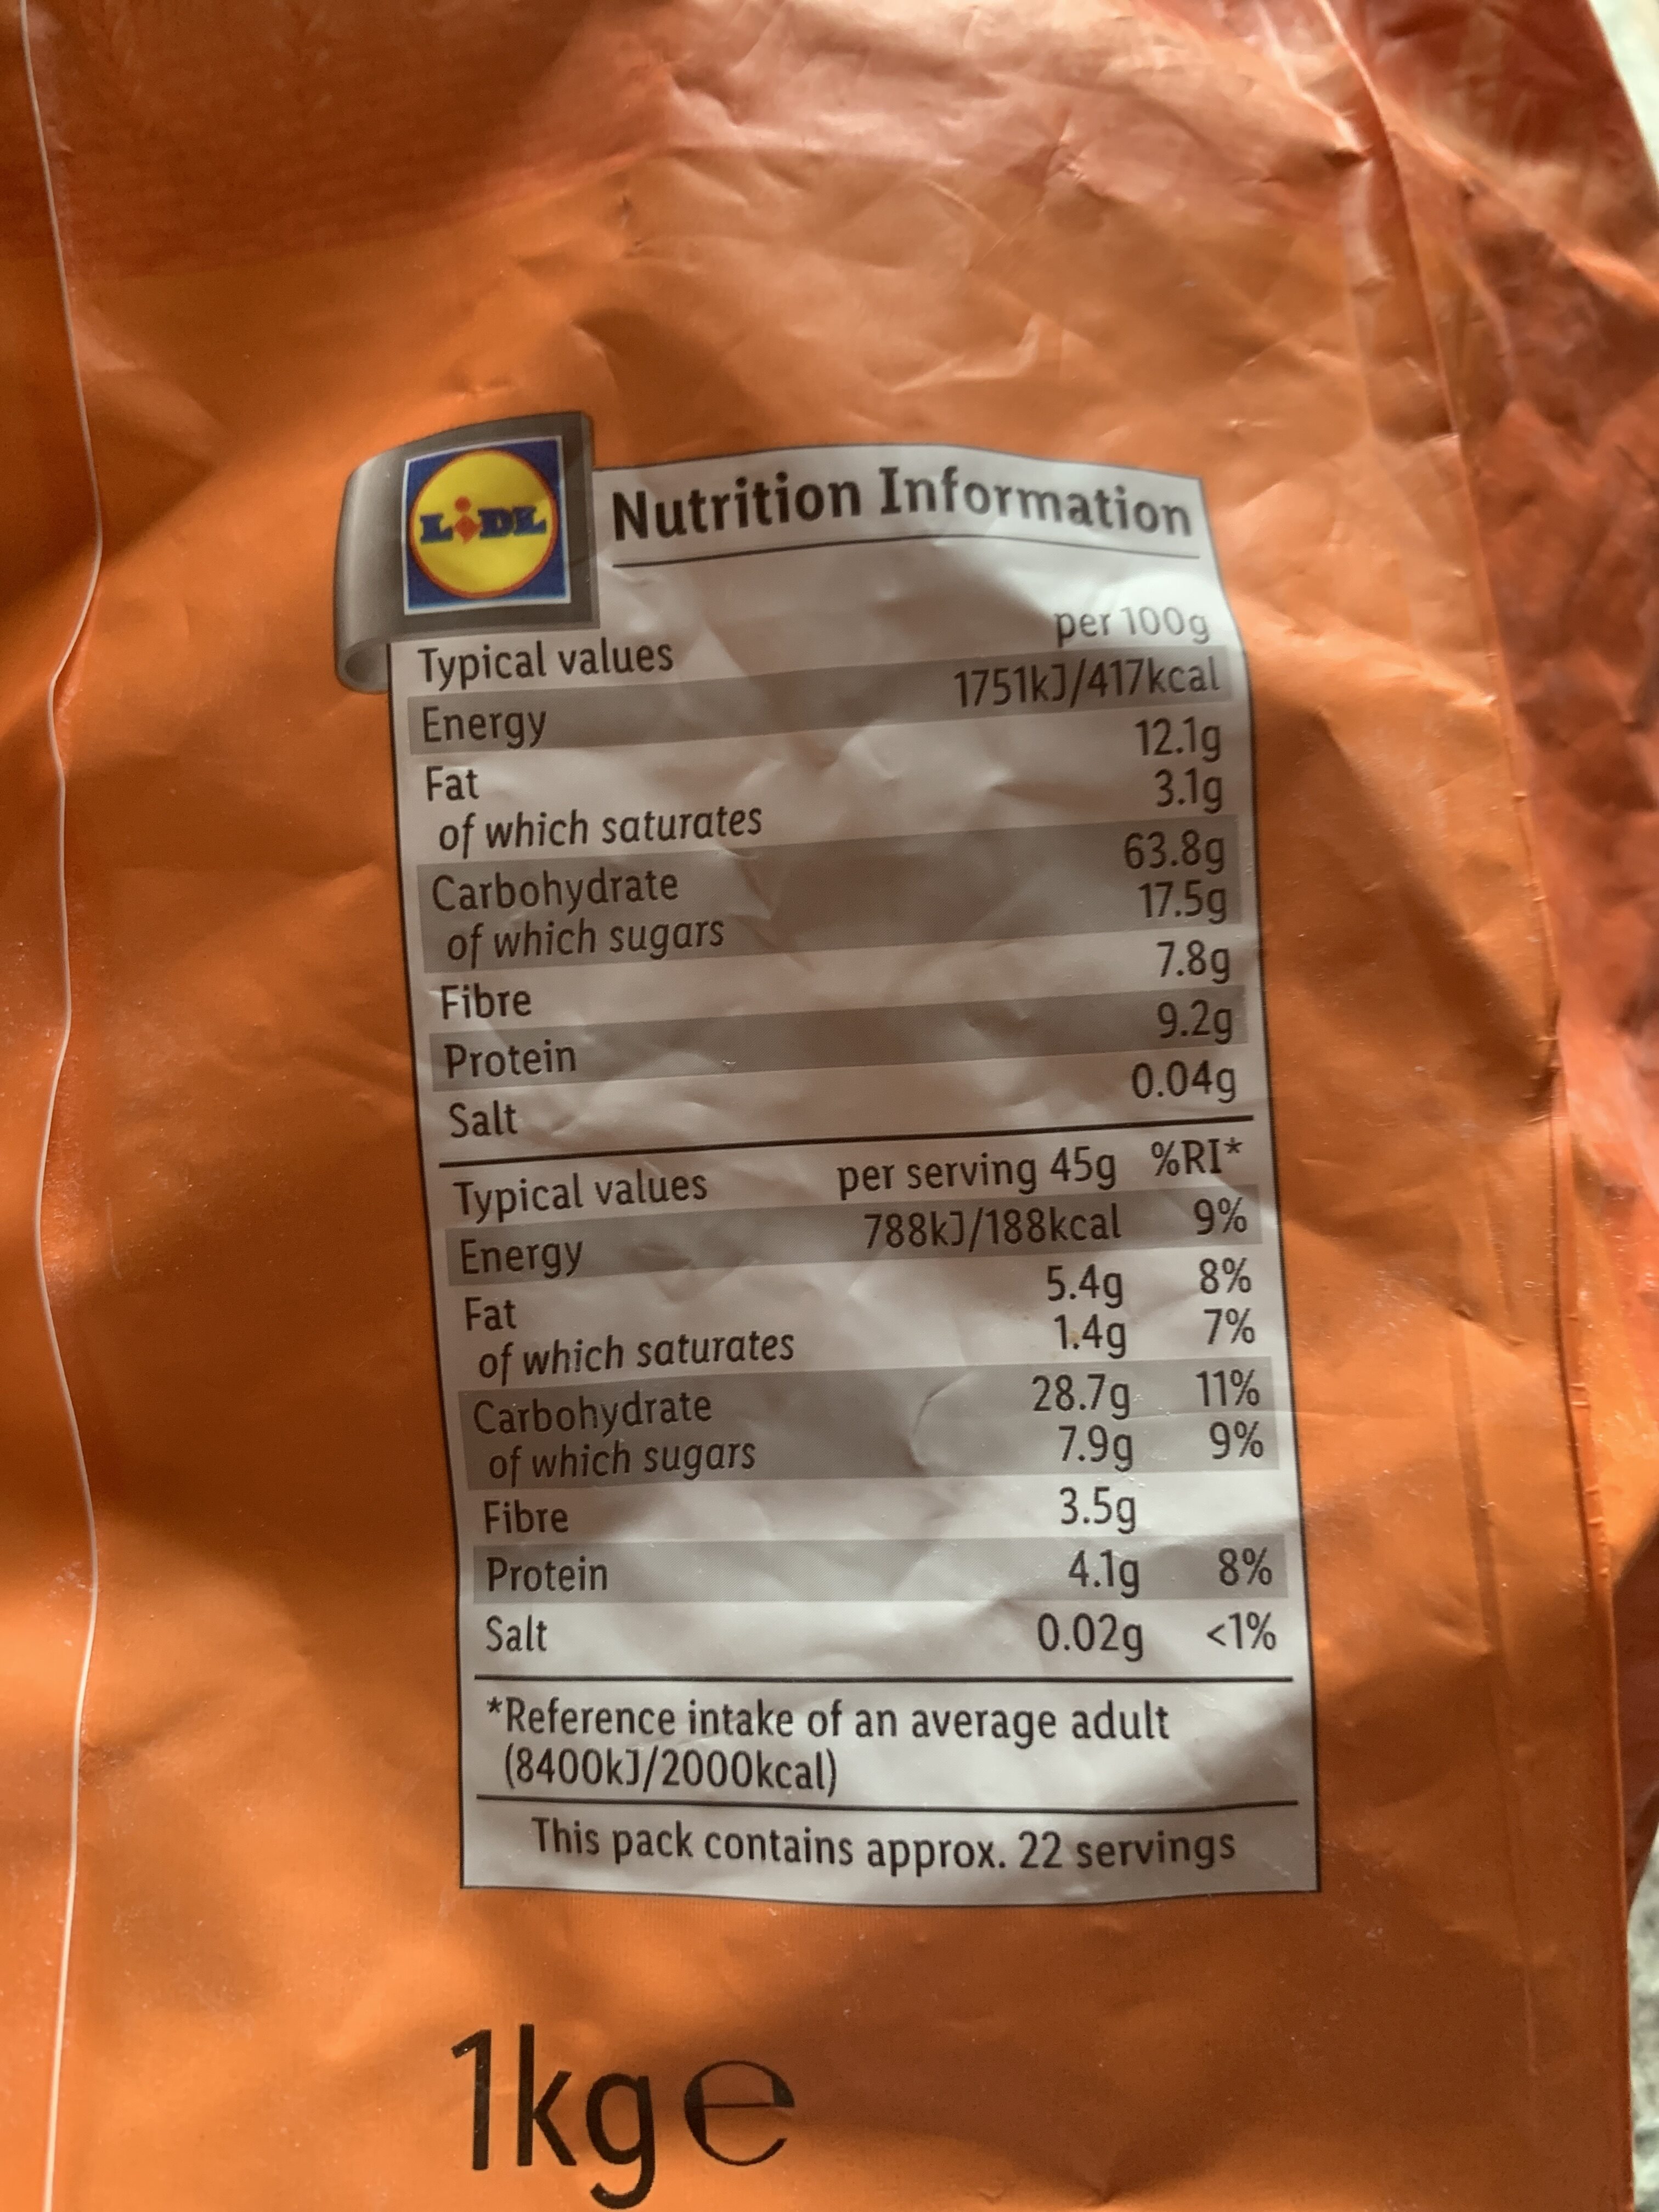 LiDL
Nutrition Information
Typical values per 100g
Energy 1751kJ/417kcal
Fat 12.1g
of which saturates 3.1g
Carbohydrate 63.8g
of which sugars 17.5g
Fibre 7.8g
Protein 9.2g
Salt 0.04g
Typical values per serving 45g %RI*
Energy 788kJ/188kcal 9%
Fat 5.4g 8%
of which saturates 1.4g 7%
Carbohydrate 28.7g 11%
of which sugars 7.9g 9%
Fibre 3.5g
Protein 4.1g 8%
Salt 0.02g <1%
*Reference intake of an average adult
(8400kJ/2000kcal)
This pack contains approx. 22 servings
1kg e